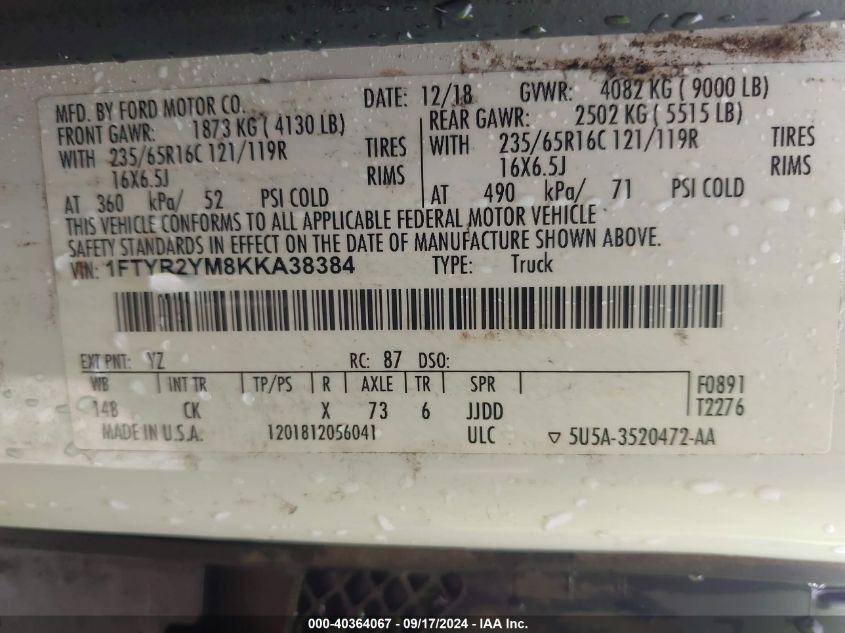 MFD. BY FORD MOTOR CO. DATE: 12/18 GVWR: 4082 KG ( 9000 LB)
FRONT GAWR: 1873 KG ( 4130 LB) REAR GAWR: 2502 KG ( 5515 LB)
WITH 235/65R16C 121/119R TIRES WITH 235/65R16C 121/119R TIRES
16X6.5J RIMS 16X6.5J RIMS
AT 360 kPa/ 52 PSI COLD AT 490 kPa/ 71 PSI COLD
THIS VEHICLE CONFORMS TO ALL APPLICABLE FEDERAL MOTOR VEHICLE
SAFETY STANDARDS IN EFFECT ON THE DATE OF MANUFACTURE SHOWN ABOVE.
VIN: 1FTYR2YM8KKA38384 TYPE: Truck
EXT PNT: YZ RC: 87 DSO:
WB INT TR TP/PS R AXLE TR SPR F0891
14B CK X 73 6 JJDD T2276
MADE IN U.S.A. 1201812056041 ULC ▽ 5U5A-3520472-AA
000-40364067 - 09/17/2024 - IAA Inc.